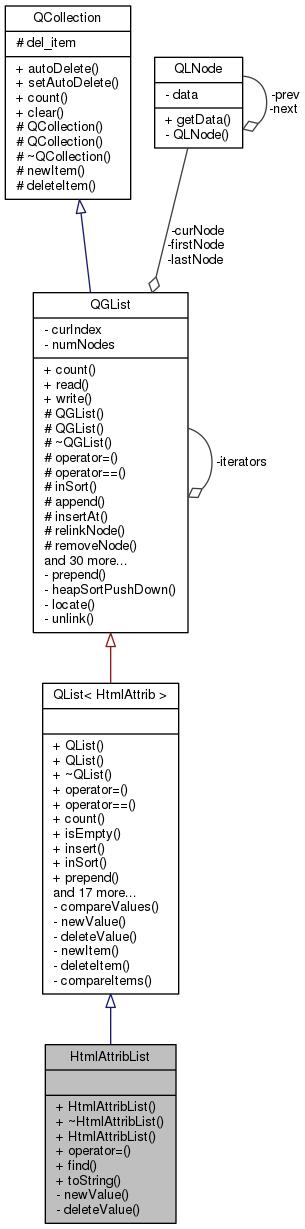 QCollection
# del_item
+ autoDelete()
+ setAutoDelete()
+ count()
+ clear()
# QCollection()
# QCollection()
# ~QCollection()
# newItem()
# deleteItem()
QLNode
- data
+ getData()
- QLNode()
-prev
-next
-curNode
-firstNode
-lastNode
QGList
- curIndex
- numNodes
+ count()
+ read()
+ write()
# QGList()
# QGList()
# ~QGList()
# operator=()
# operator==()
# inSort()
# append()
# insertAt()
# relinkNode()
# removeNode()
and 30 more...
- prepend()
- heapSortPushDown()
- locate()
- unlink()
-iterators
QList< HtmlAttrib >
+ QList()
+ QList()
+ ~QList()
+ operator=()
+ operator==()
+ count()
+ isEmpty()
+ insert()
+ inSort()
+ prepend()
and 17 more...
- compareValues()
- newValue()
- deleteValue()
- newItem()
- deleteItem()
- compareItems()
HtmlAttribList
+ HtmlAttribList()
+ ~HtmlAttribList()
+ HtmlAttribList()
+ operator=()
+ find()
+ toString()
- newValue()
- deleteValue()